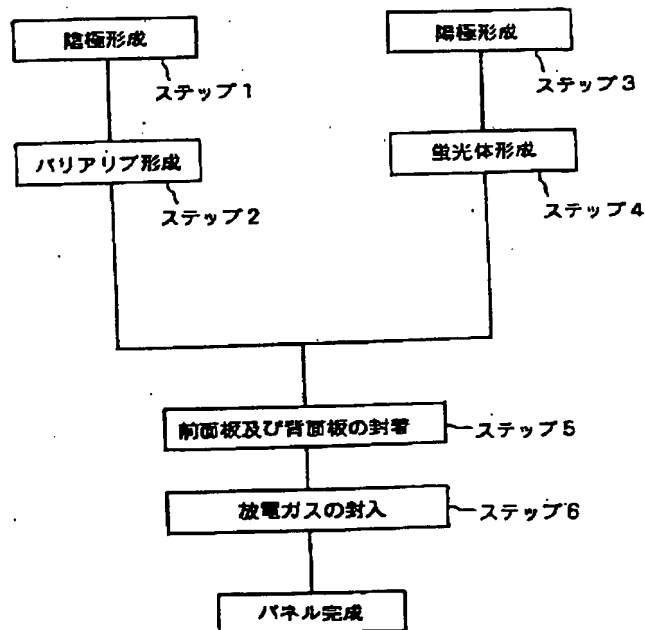 陰極形成
ステップ1
バリアリブ形成
ステップ2
陽極形成
ステップ3
蛍光体形成
ステップ4
前面板及び背面板の封着
ステップ5
放電ガスの封入
ステップ6
パネル完成